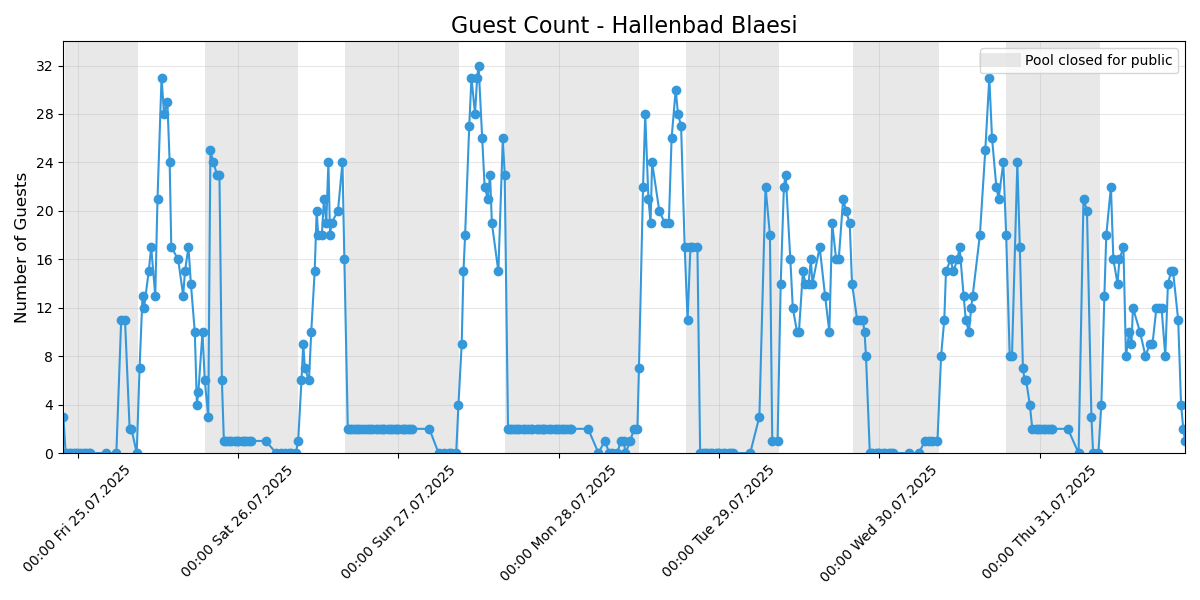 Guest Count - Hallenbad Blaesi
Pool closed for public
Number of Guests
32
28
24
20
16
12
8
4
0
00:00 Fri 25.07.2025
00:00 Sat 26.07.2025
00:00 Sun 27.07.2025
00:00 Mon 28.07.2025
00:00 Tue 29.07.2025
00:00 Wed 30.07.2025
00:00 Thu 31.07.2025